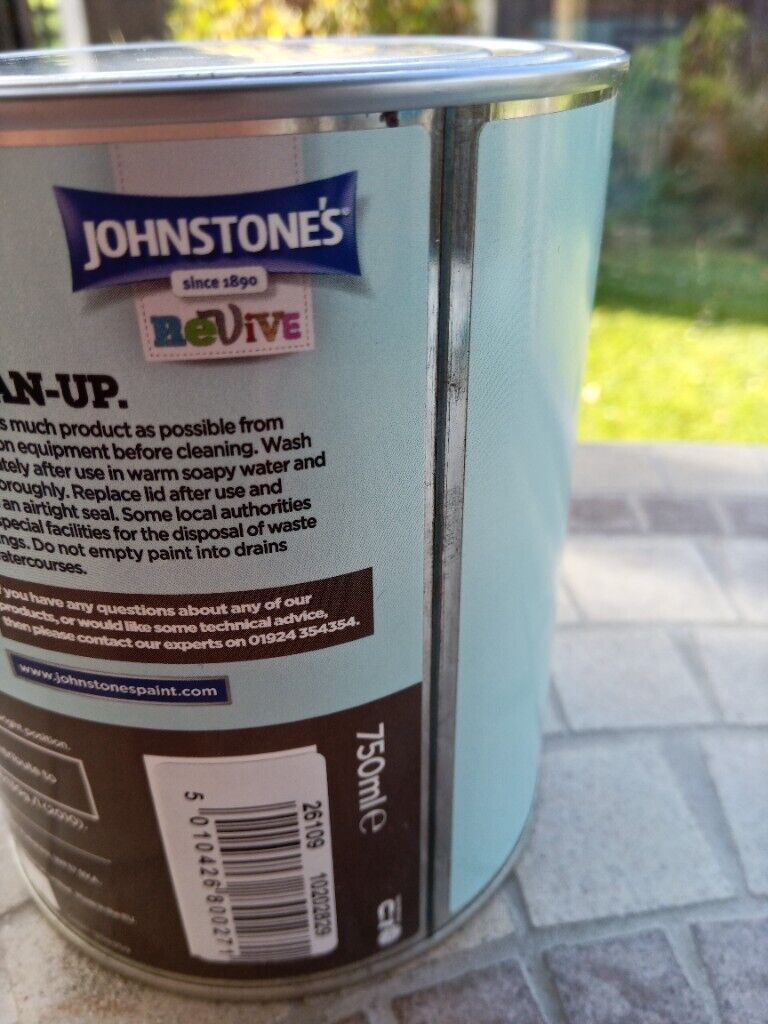 JOHNSTONE'S
since 1890
ReViVE
AN-UP.
s much product as possible from
on equipment before cleaning. Wash
ately after use in warm soapy water and
oroughly. Replace lid after use and
an airtight seal. Some local authorities
special facilities for the disposal of waste
ngs. Do not empty paint into drains
atercourses.
you have any questions about any of our
products, or would like some technical advice,
then please contact our experts on 01924 354354.
www.johnstonespaint.com
750ml e
26109 10202829
5 010426 800271